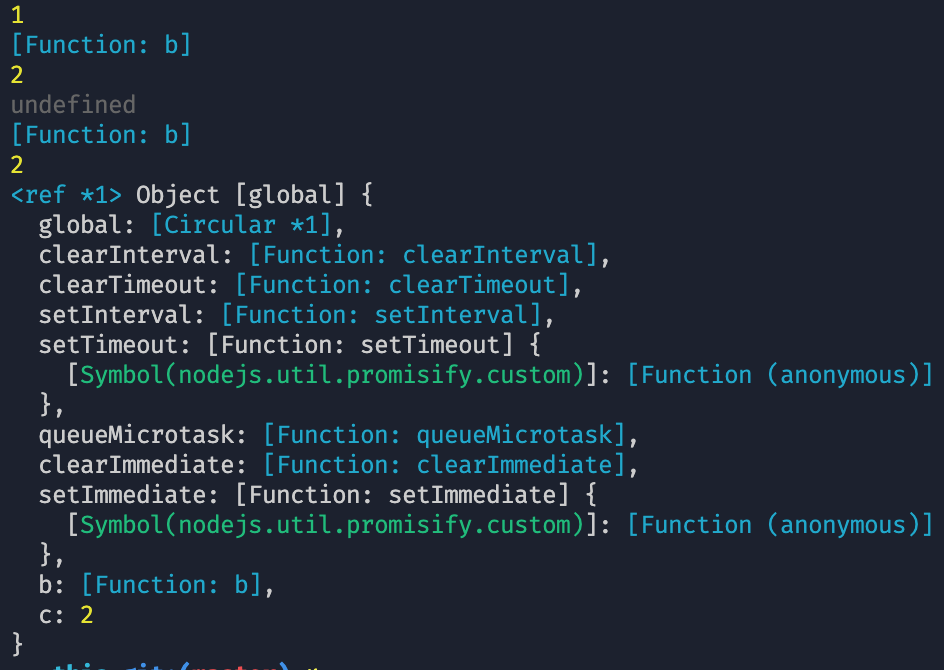 1
[Function: b]
2
undefined
[Function: b]
2
<ref *1> Object [global] {
  global: [Circular *1],
  clearInterval: [Function: clearInterval],
  clearTimeout: [Function: clearTimeout],
  setInterval: [Function: setInterval],
  setTimeout: [Function: setTimeout] {
    [Symbol(nodejs.util.promisify.custom)]: [Function (anonymous)]
  },
  queueMicrotask: [Function: queueMicrotask],
  clearImmediate: [Function: clearImmediate],
  setImmediate: [Function: setImmediate] {
    [Symbol(nodejs.util.promisify.custom)]: [Function (anonymous)]
  },
  b: [Function: b],
  c: 2
}